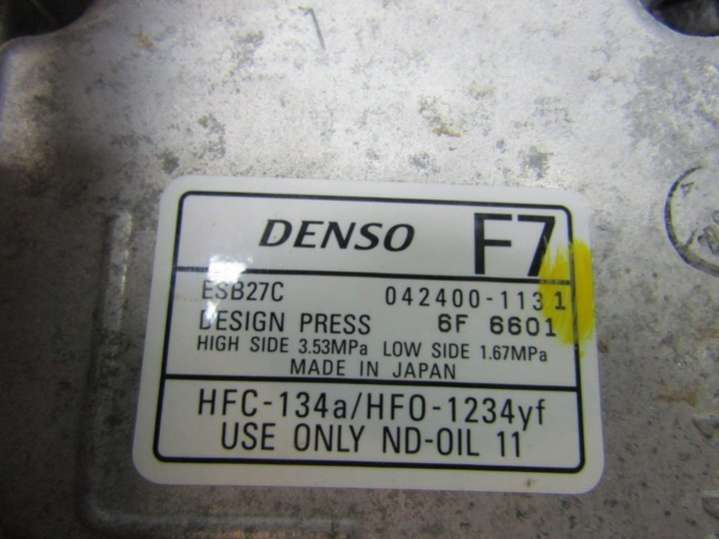 DENSO F7
ESB27C 042400-1131
DESIGN PRESS 6F 6601
HIGH SIDE 3.53MPa LOW SIDE 1.67MPa
MADE IN JAPAN
HFC-134a/HFO-1234yf
USE ONLY ND-OIL 11